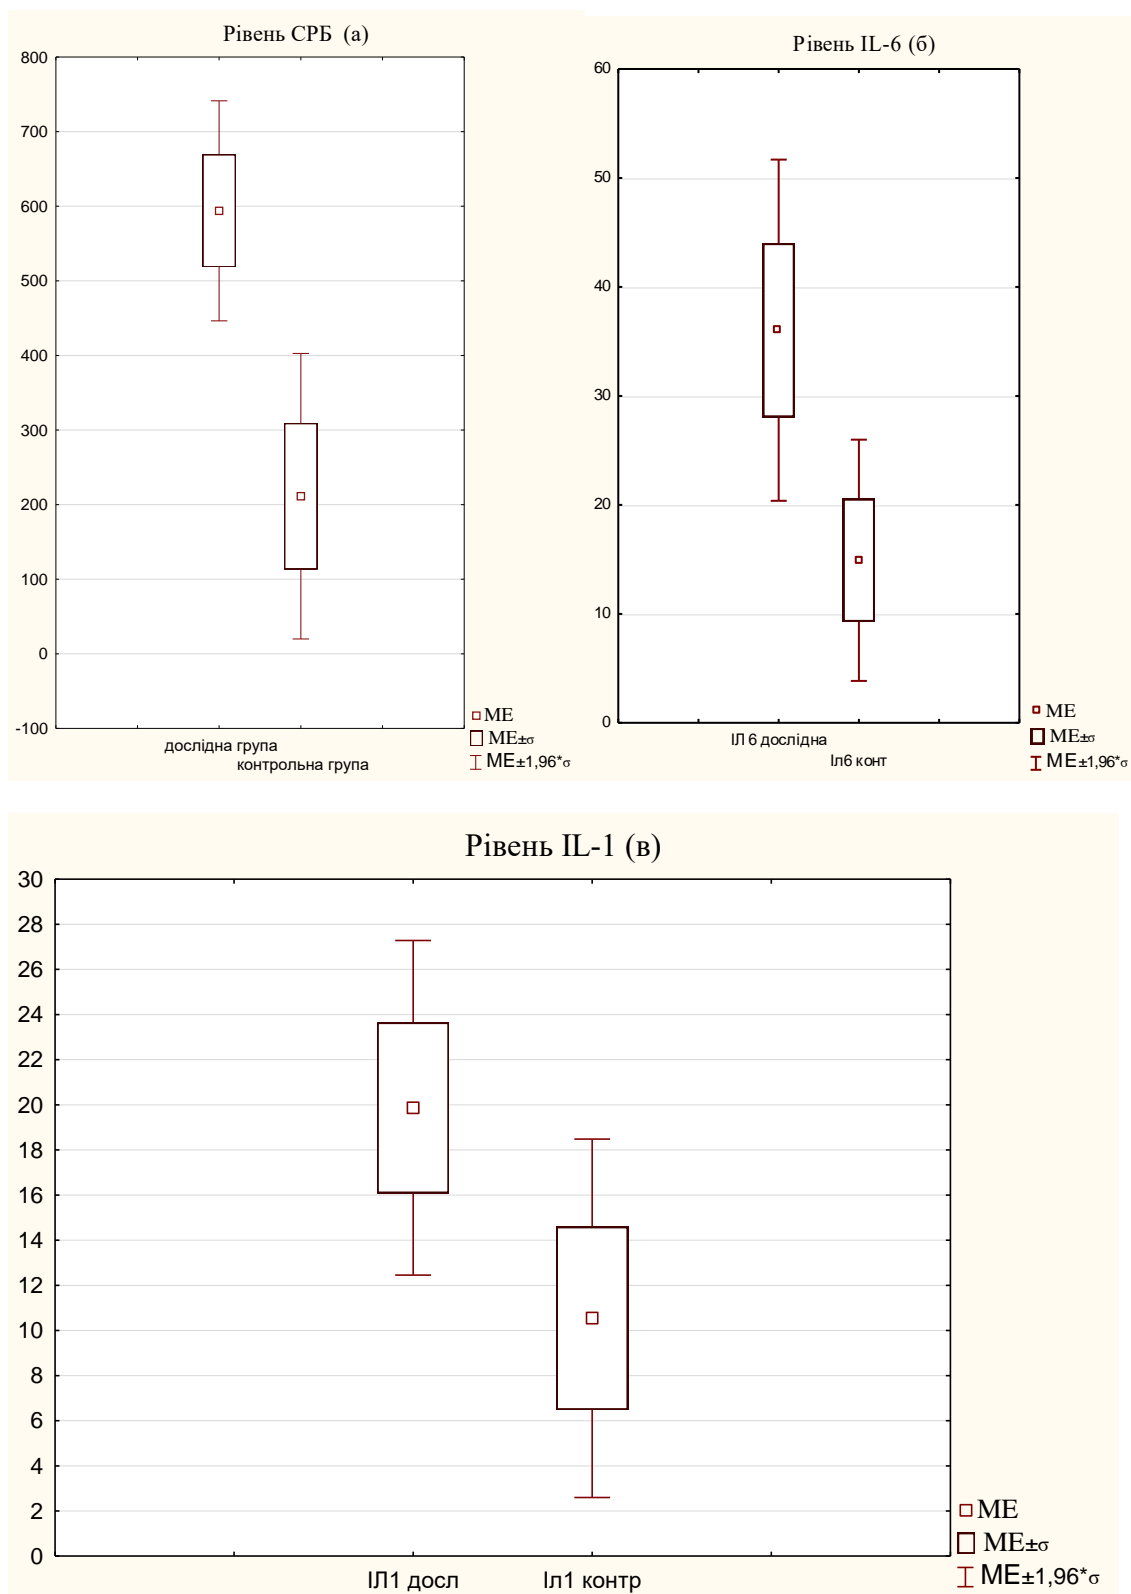 Рівень СРБ (а)
800
700
600
500
400
300
200
100
0
-100
дослідна група
контрольна група
МЕ
МЕ±σ
МЕ±1,96*σ
Рівень IL-6 (б)
60
50
40
30
20
10
0
ІЛ 6 дослідна
Іл6 конт
МЕ
МЕ±σ
МЕ±1,96*σ
Рівень IL-1 (в)
30
28
26
24
22
20
18
16
14
12
10
8
6
4
2
0
ІЛ1 досл
Іл1 контр
МЕ
МЕ±σ
МЕ±1,96*σ